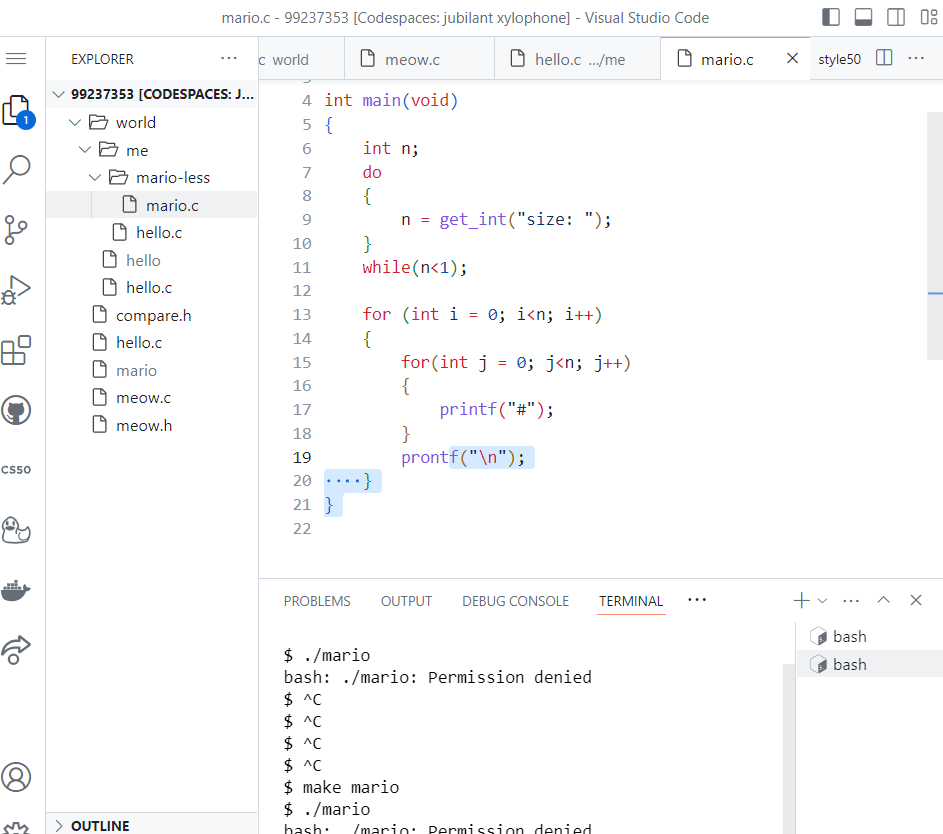 mario.c - 99237353 [Codespaces: jubilant xylophone] - Visual Studio Code
EXPLORER ···
c world
meow.c
hello.c .../me
mario.c
style50
···
99237353 [CODESPACES: J...
1
world
me
mario-less
mario.c
hello.c
hello
hello.c
compare.h
hello.c
mario
meow.c
meow.h
CS50
OUTLINE
4 int main(void)
5 {
6     int n;
7     do
8     {
9         n = get_int("size: ");
10     }
11     while(n<1);
12
13     for (int i = 0; i<n; i++)
14     {
15         for(int j = 0; j<n; j++)
16         {
17             printf("#");
18         }
19         prontf("\n");
20 ····}
21 }
22
PROBLEMS OUTPUT DEBUG CONSOLE TERMINAL ···
bash
bash
$ ./mario
bash: ./mario: Permission denied
$ ^C
$ ^C
$ ^C
$ ^C
$ make mario
$ ./mario
bash: ./mario: Permission denied